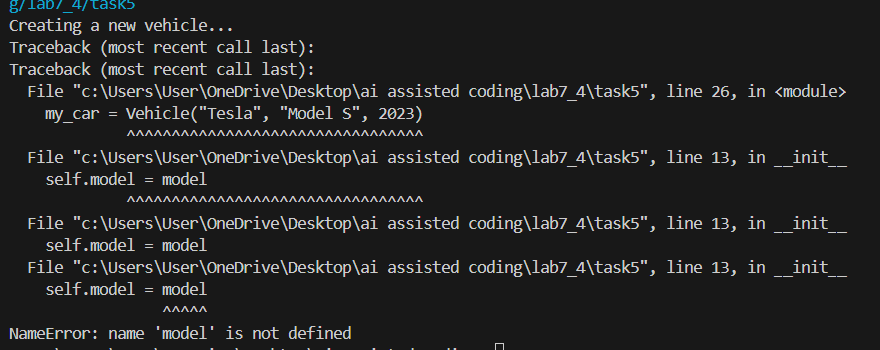 g/lab7_4/task5
Creating a new vehicle...
Traceback (most recent call last):
Traceback (most recent call last):
  File "c:\Users\User\OneDrive\Desktop\ai assisted coding\lab7_4\task5", line 26, in <module>
    my_car = Vehicle("Tesla", "Model S", 2023)
             ^^^^^^^^^^^^^^^^^^^^^^^^^^^^^^^^^
  File "c:\Users\User\OneDrive\Desktop\ai assisted coding\lab7_4\task5", line 13, in __init__
    self.model = model
             ^^^^^^^^^^^^^^^^^^^^^^^^^^^^^^^^^
  File "c:\Users\User\OneDrive\Desktop\ai assisted coding\lab7_4\task5", line 13, in __init__
    self.model = model
  File "c:\Users\User\OneDrive\Desktop\ai assisted coding\lab7_4\task5", line 13, in __init__
    self.model = model
                 ^^^^^
NameError: name 'model' is not defined